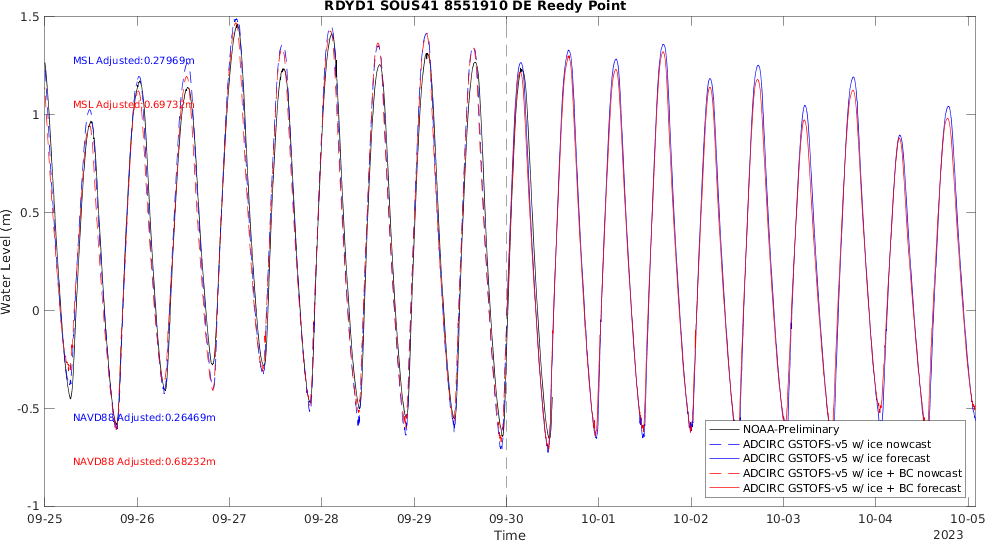 RDYD1 SOUS41 8551910 DE Reedy Point
1.5
1
0.5
0
-0.5
-1
Water Level (m)
MSL Adjusted:0.27969m
MSL Adjusted:0.69732m
NAVD88 Adjusted:0.26469m
NAVD88 Adjusted:0.68232m
NOAA-Preliminary
ADCIRC GSTOFS-v5 w/ ice nowcast
ADCIRC GSTOFS-v5 w/ ice forecast
ADCIRC GSTOFS-v5 w/ ice + BC nowcast
ADCIRC GSTOFS-v5 w/ ice + BC forecast
09-25 09-26 09-27 09-28 09-29 09-30 10-01 10-02 10-03 10-04 10-05
Time
2023